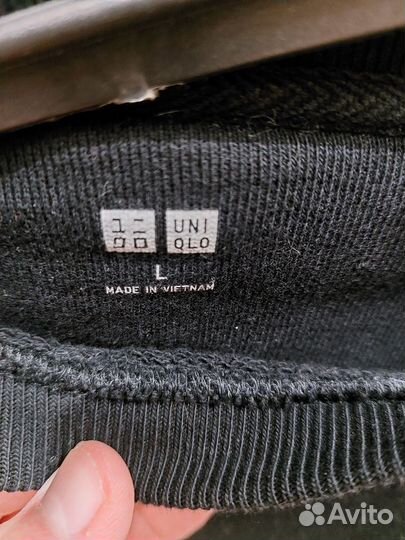 ユニ UNI
クロ QLO
L
MADE IN VIETNAM
Avito